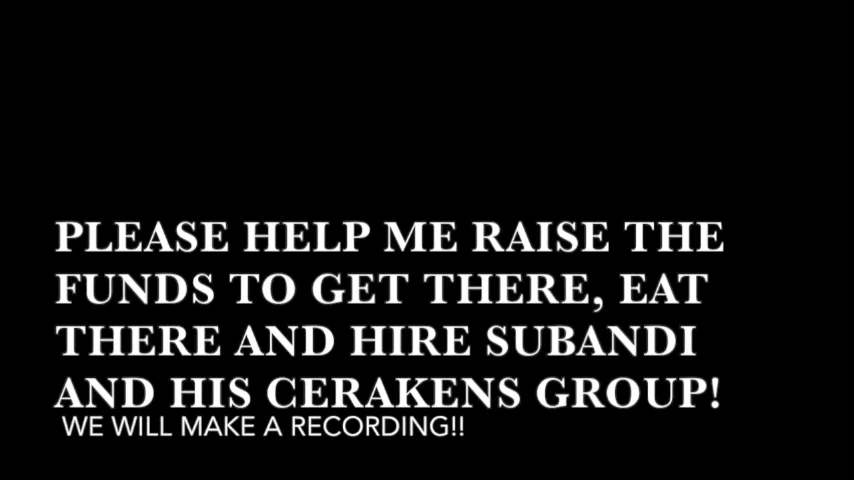 PLEASE HELP ME RAISE THE
FUNDS TO GET THERE, EAT
THERE AND HIRE SUBANDI
AND HIS CERAKENS GROUP!
WE WILL MAKE A RECORDING!!